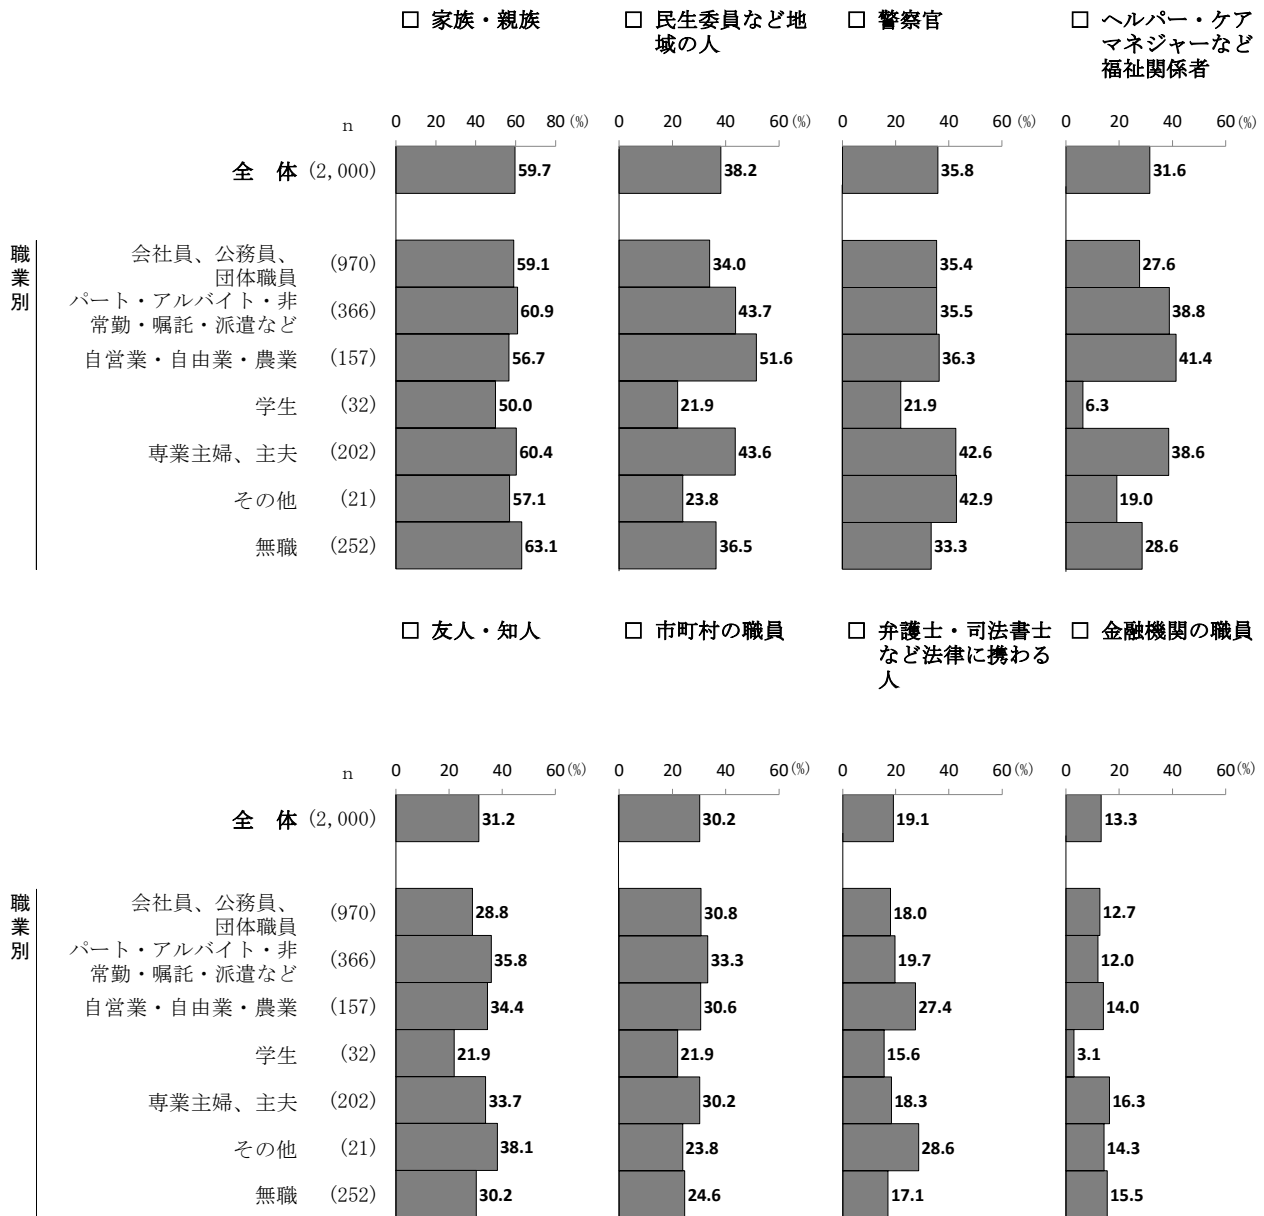 □ 家族・親族
□ 民生委員など地
域の人
□ 警察官
□ ヘルパー・ケア
マネジャーなど
福祉関係者
n 0 20 40 60 80 (%) 0 20 40 60 (%) 0 20 40 60 (%) 0 20 40 60 (%)
全 体 (2,000) 59.7 38.2 35.8 31.6
職業別
会社員、公務員、
団体職員 (970) 59.1 34.0 35.4 27.6
パート・アルバイト・非
常勤・嘱託・派遣など (366) 60.9 43.7 35.5 38.8
自営業・自由業・農業 (157) 56.7 51.6 36.3 41.4
学生 (32) 50.0 21.9 21.9 6.3
専業主婦、主夫 (202) 60.4 43.6 42.6 38.6
その他 (21) 57.1 23.8 42.9 19.0
無職 (252) 63.1 36.5 33.3 28.6
□ 友人・知人
□ 市町村の職員
□ 弁護士・司法書士
など法律に携わる
人
□ 金融機関の職員
n 0 20 40 60 (%) 0 20 40 60 (%) 0 20 40 60 (%) 0 20 40 60 (%)
全 体 (2,000) 31.2 30.2 19.1 13.3
職業別
会社員、公務員、
団体職員 (970) 28.8 30.8 18.0 12.7
パート・アルバイト・非
常勤・嘱託・派遣など (366) 35.8 33.3 19.7 12.0
自営業・自由業・農業 (157) 34.4 30.6 27.4 14.0
学生 (32) 21.9 21.9 15.6 3.1
専業主婦、主夫 (202) 33.7 30.2 18.3 16.3
その他 (21) 38.1 23.8 28.6 14.3
無職 (252) 30.2 24.6 17.1 15.5